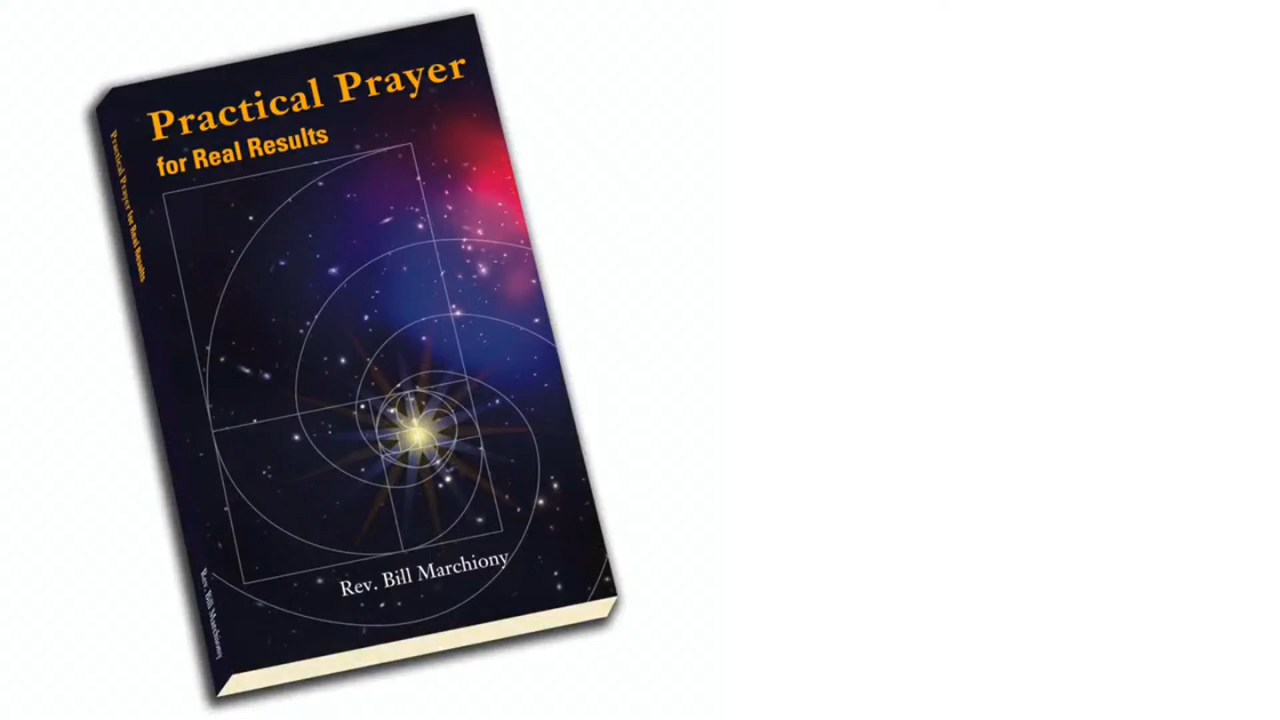 Practical Prayer
for Real Results
Rev. Bill Marchiony
Practical Prayer for Real Results
Rev. Bill Marchiony